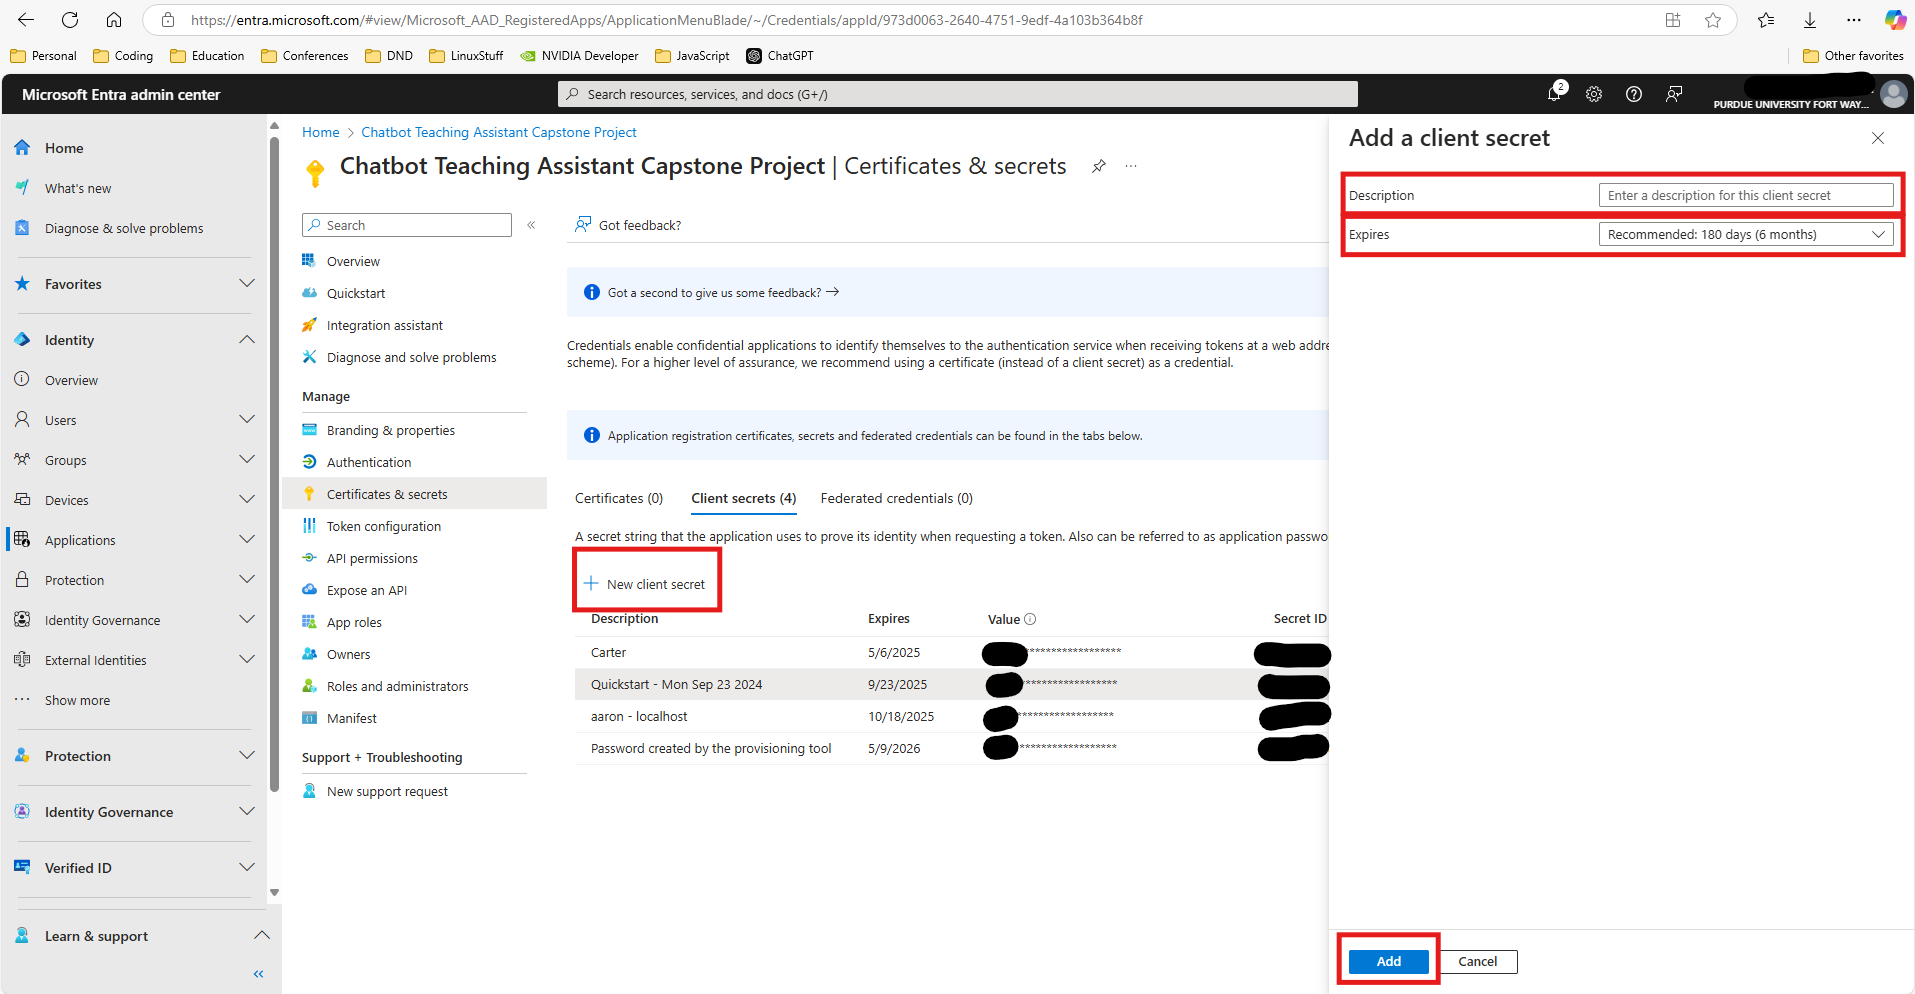 https://entra.microsoft.com/#view/Microsoft_AAD_RegisteredApps/ApplicationMenuBlade/~/Credentials/appId/973d0063-2640-4751-9edf-4a103b364b8f
Personal Coding Education Conferences DND LinuxStuff NVIDIA Developer JavaScript ChatGPT Other favorites
Microsoft Entra admin center
Search resources, services, and docs (G+/)
2
PURDUE UNIVERSITY FORT WAY...
Home
What's new
Diagnose & solve problems
Favorites
Identity
Overview
Users
Groups
Devices
Applications
Protection
Identity Governance
External Identities
Show more
Protection
Identity Governance
Verified ID
Learn & support
Home > Chatbot Teaching Assistant Capstone Project
Chatbot Teaching Assistant Capstone Project | Certificates & secrets
Search
Overview
Quickstart
Integration assistant
Diagnose and solve problems
Manage
Branding & properties
Authentication
Certificates & secrets
Token configuration
API permissions
Expose an API
App roles
Owners
Roles and administrators
Manifest
Support + Troubleshooting
New support request
Got feedback?
Got a second to give us some feedback? →
Credentials enable confidential applications to identify themselves to the authentication service when receiving tokens at a web addre
scheme). For a higher level of assurance, we recommend using a certificate (instead of a client secret) as a credential.
Application registration certificates, secrets and federated credentials can be found in the tabs below.
Certificates (0) Client secrets (4) Federated credentials (0)
A secret string that the application uses to prove its identity when requesting a token. Also can be referred to as application passwo
New client secret
Description Expires Value Secret ID
Carter 5/6/2025 ******************
Quickstart - Mon Sep 23 2024 9/23/2025 ******************
aaron - localhost 10/18/2025 ******************
Password created by the provisioning tool 5/9/2026 ******************
Add a client secret
Description Enter a description for this client secret
Expires Recommended: 180 days (6 months)
Add Cancel